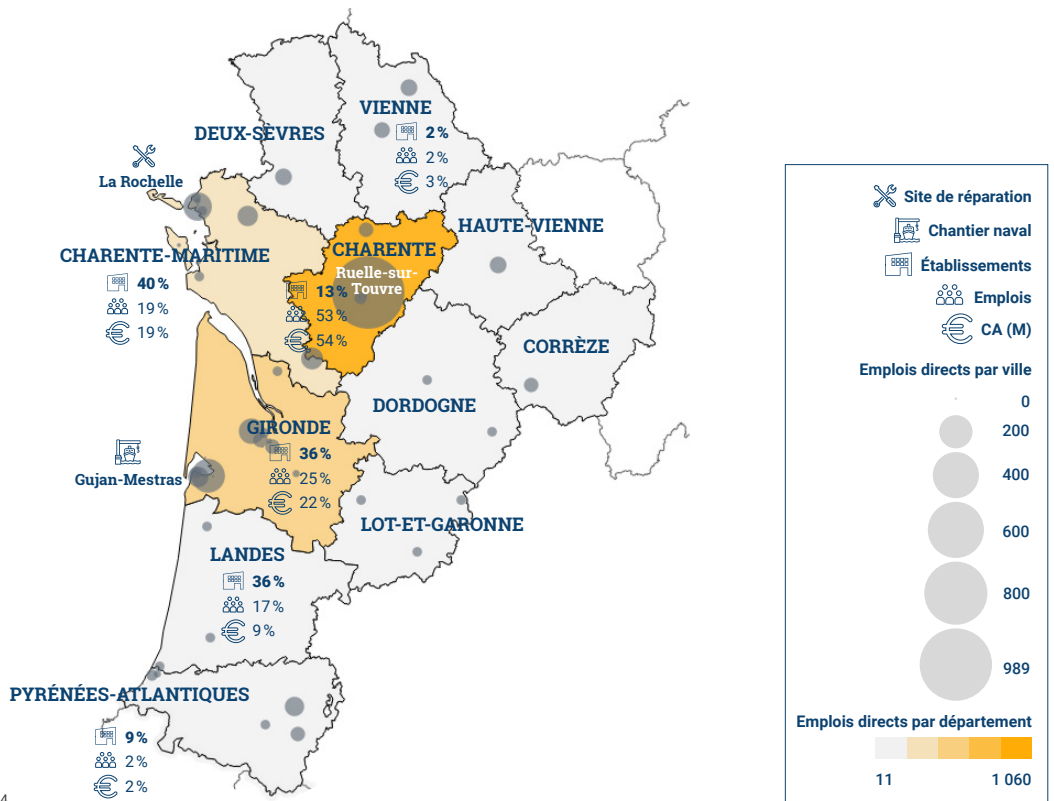 VIENNE
2 %
2 %
3 %
DEUX-SÈVRES
La Rochelle
HAUTE-VIENNE
CHARENTE
Ruelle-sur-
Touvre
13 %
53 %
54 %
CHARENTE-MARITIME
40 %
19 %
19 %
CORRÈZE
DORDOGNE
GIRONDE
36 %
25 %
22 %
Gujan-Mestras
LOT-ET-GARONNE
LANDES
36 %
17 %
9 %
PYRÉNÉES-ATLANTIQUES
9 %
2 %
2 %
4
Site de réparation
Chantier naval
Établissements
Emplois
CA (M)
Emplois directs par ville
0
200
400
600
800
989
Emplois directs par département
11 1 060